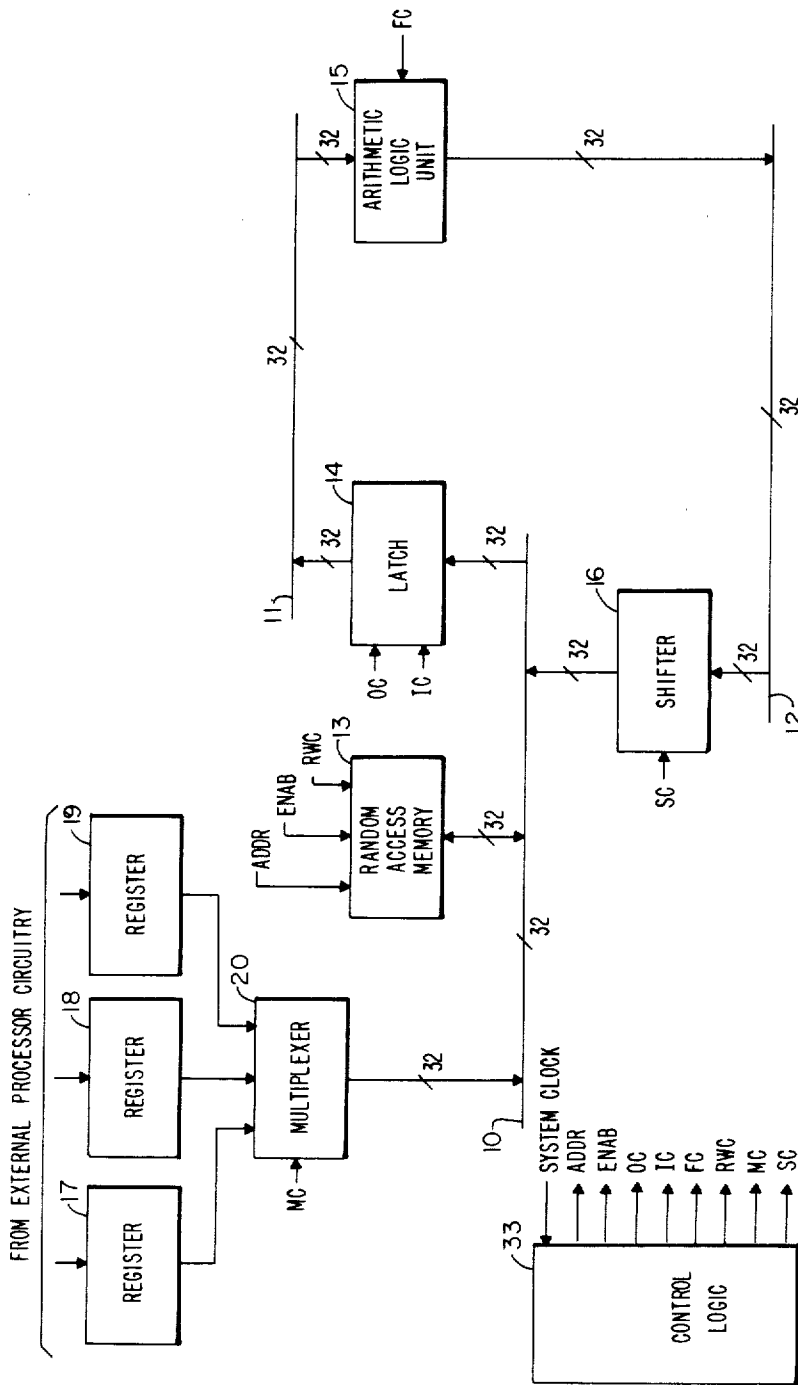 FROM EXTERNAL PROCESSOR CIRCUITRY
17
REGISTER
18
REGISTER
19
REGISTER
20
MULTIPLEXER
MC
32
ADDR
ENAB
RWC
13
RANDOM
ACCESS
MEMORY
32
14
LATCH
OC
IC
32
32
11
32
32
15
ARITHMETIC
LOGIC
UNIT
FC
32
10
32
16
SHIFTER
SC
32
32
12
32
33
CONTROL
LOGIC
SYSTEM CLOCK
ADDR
ENAB
OC
IC
FC
RWC
MC
SC